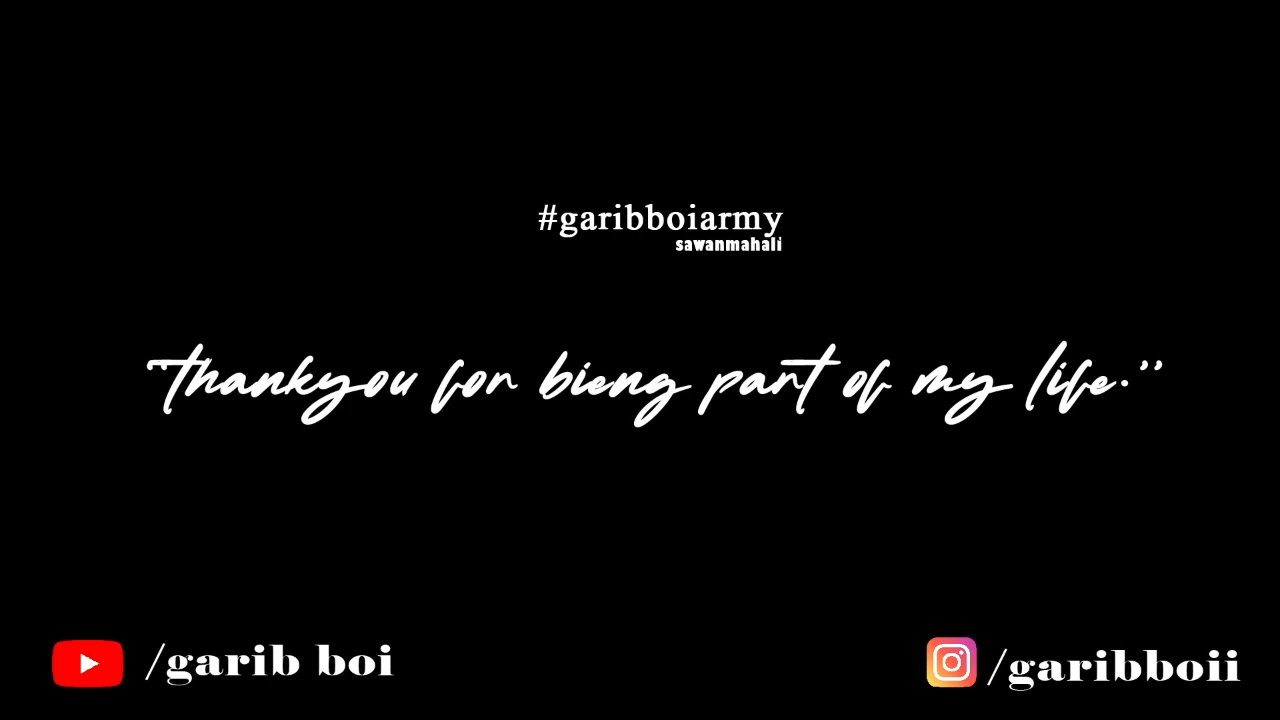 #garibboiarmy
sawanmahali
“thankyou for bieng part of my life.”
/garib boi
/garibboii